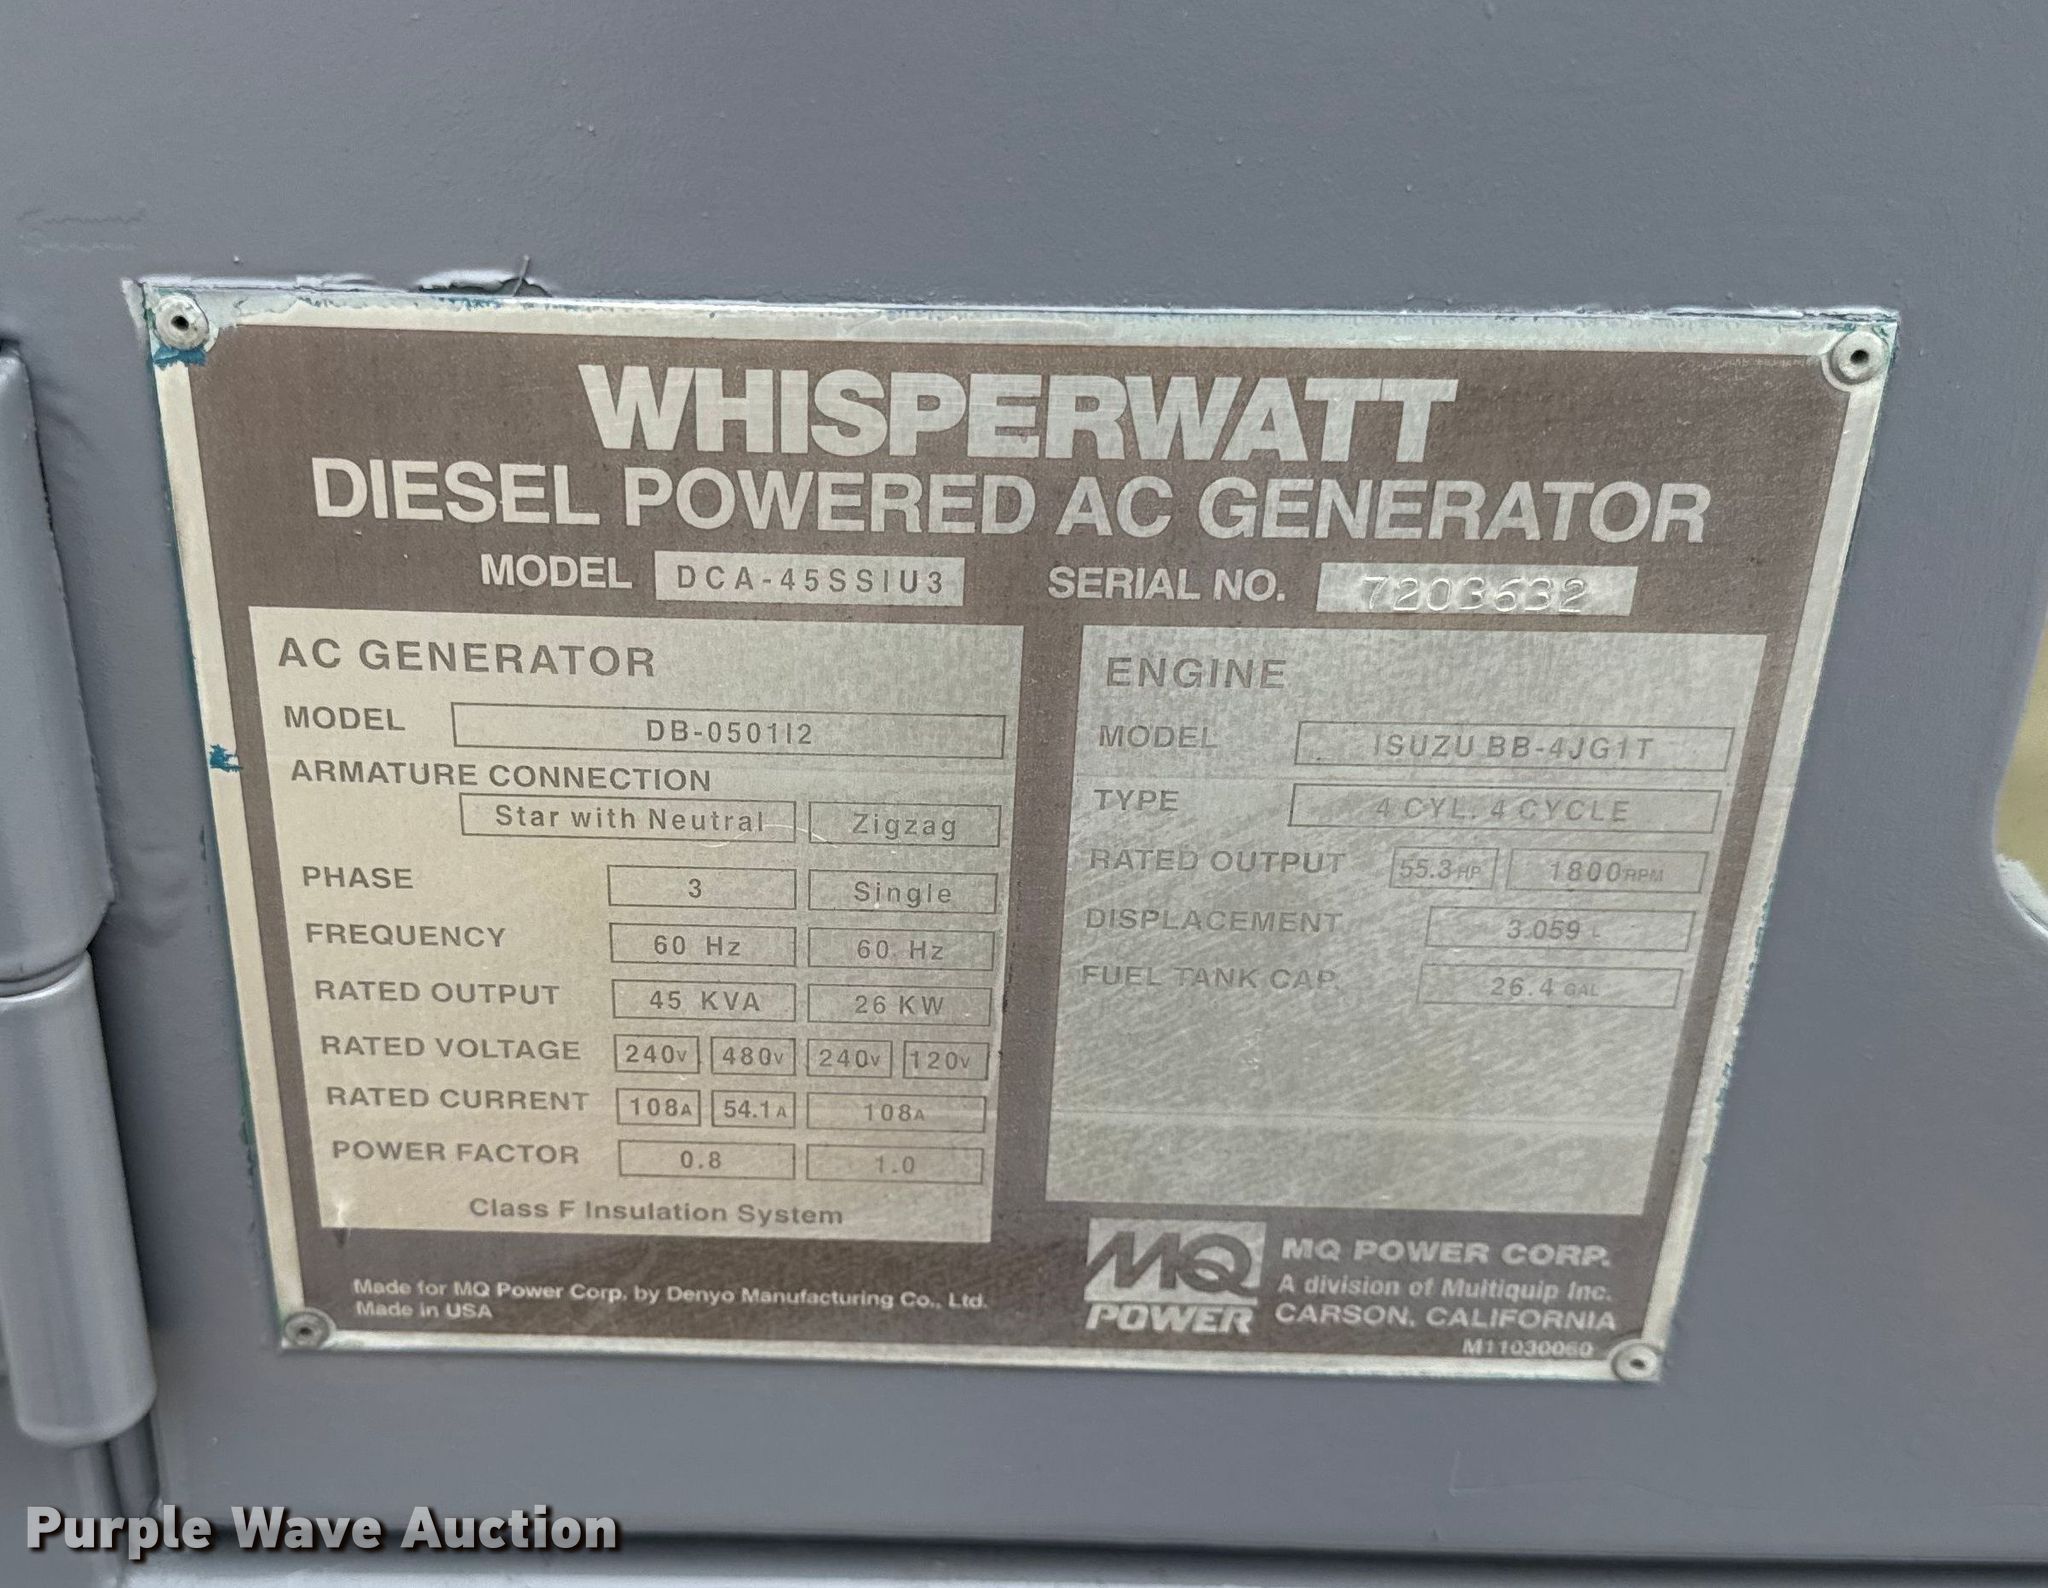 WHISPERWATT
DIESEL POWERED AC GENERATOR
MODEL DCA-45SSIU3 SERIAL NO. 7203632
AC GENERATOR
MODEL DB-0501I2
ARMATURE CONNECTION
Star with Neutral Zigzag
PHASE 3 Single
FREQUENCY 60 Hz 60 Hz
RATED OUTPUT 45 KVA 26 KW
RATED VOLTAGE 240V 480V 240V 120V
RATED CURRENT 108A 54.1A 108A
POWER FACTOR 0.8 1.0
Class F Insulation System
ENGINE
MODEL ISUZU BB-4JG1T
TYPE 4 CYL. 4 CYCLE
RATED OUTPUT 55.3 HP 1800 RPM
DISPLACEMENT 3.059 L
FUEL TANK CAP. 26.4 GAL
Made for MQ Power Corp. by Denyo Manufacturing Co., Ltd.
Made in USA
MQ
POWER
MQ POWER CORP.
A division of Multiquip Inc.
CARSON, CALIFORNIA
M11030060
Purple Wave Auction